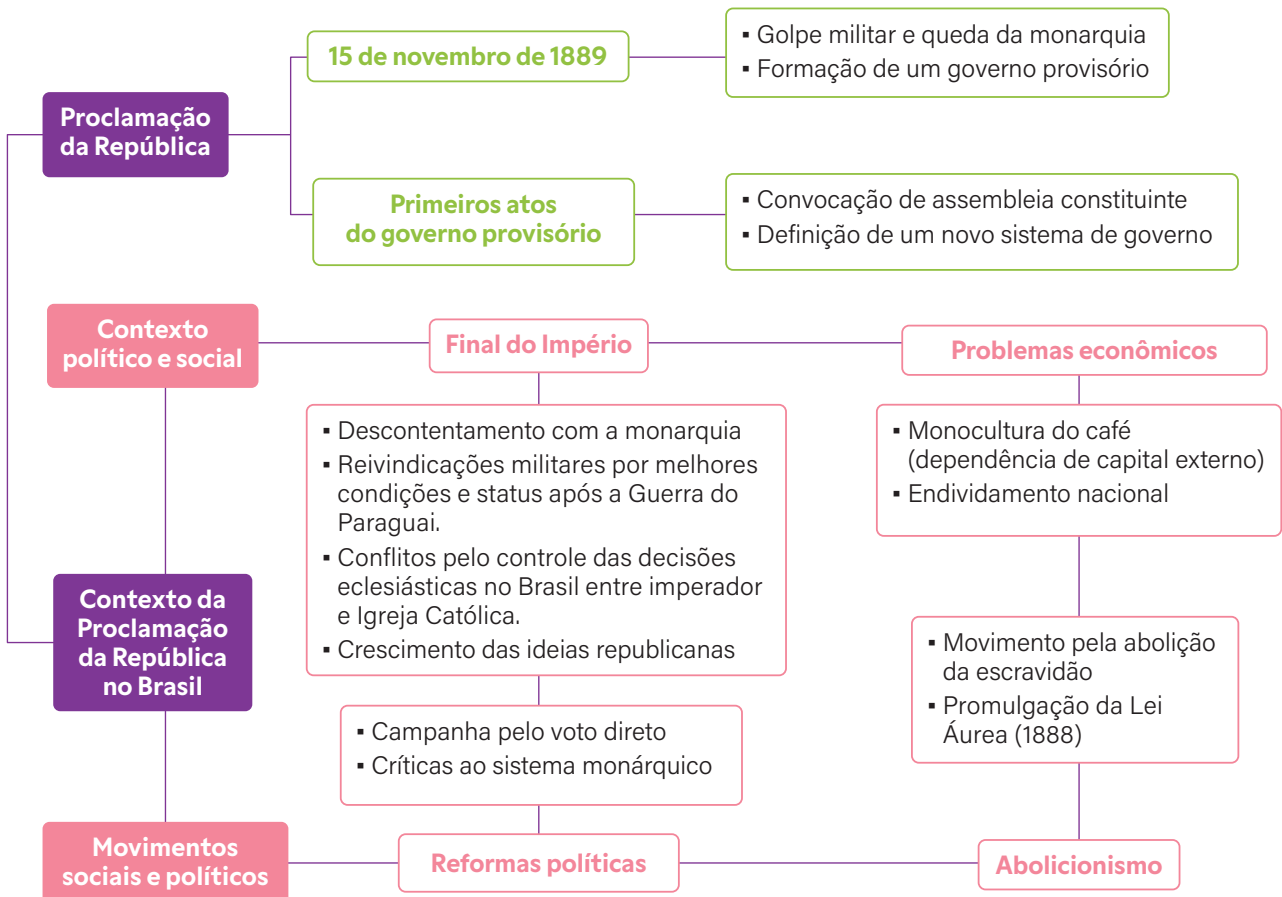 15 de novembro de 1889
▪ Golpe militar e queda da monarquia
▪ Formação de um governo provisório
Proclamação
da República
Primeiros atos
do governo provisório
▪ Convocação de assembleia constituinte
▪ Definição de um novo sistema de governo
Contexto
político e social
Final do Império
Problemas econômicos
▪ Descontentamento com a monarquia
▪ Reivindicações militares por melhores
condições e status após a Guerra do
Paraguai.
▪ Conflitos pelo controle das decisões
eclesiásticas no Brasil entre imperador
e Igreja Católica.
▪ Crescimento das ideias republicanas
▪ Monocultura do café
(dependência de capital externo)
▪ Endividamento nacional
Contexto da
Proclamação
da República
no Brasil
▪ Campanha pelo voto direto
▪ Críticas ao sistema monárquico
▪ Movimento pela abolição
da escravidão
▪ Promulgação da Lei
Áurea (1888)
Movimentos
sociais e políticos
Reformas políticas
Abolicionismo